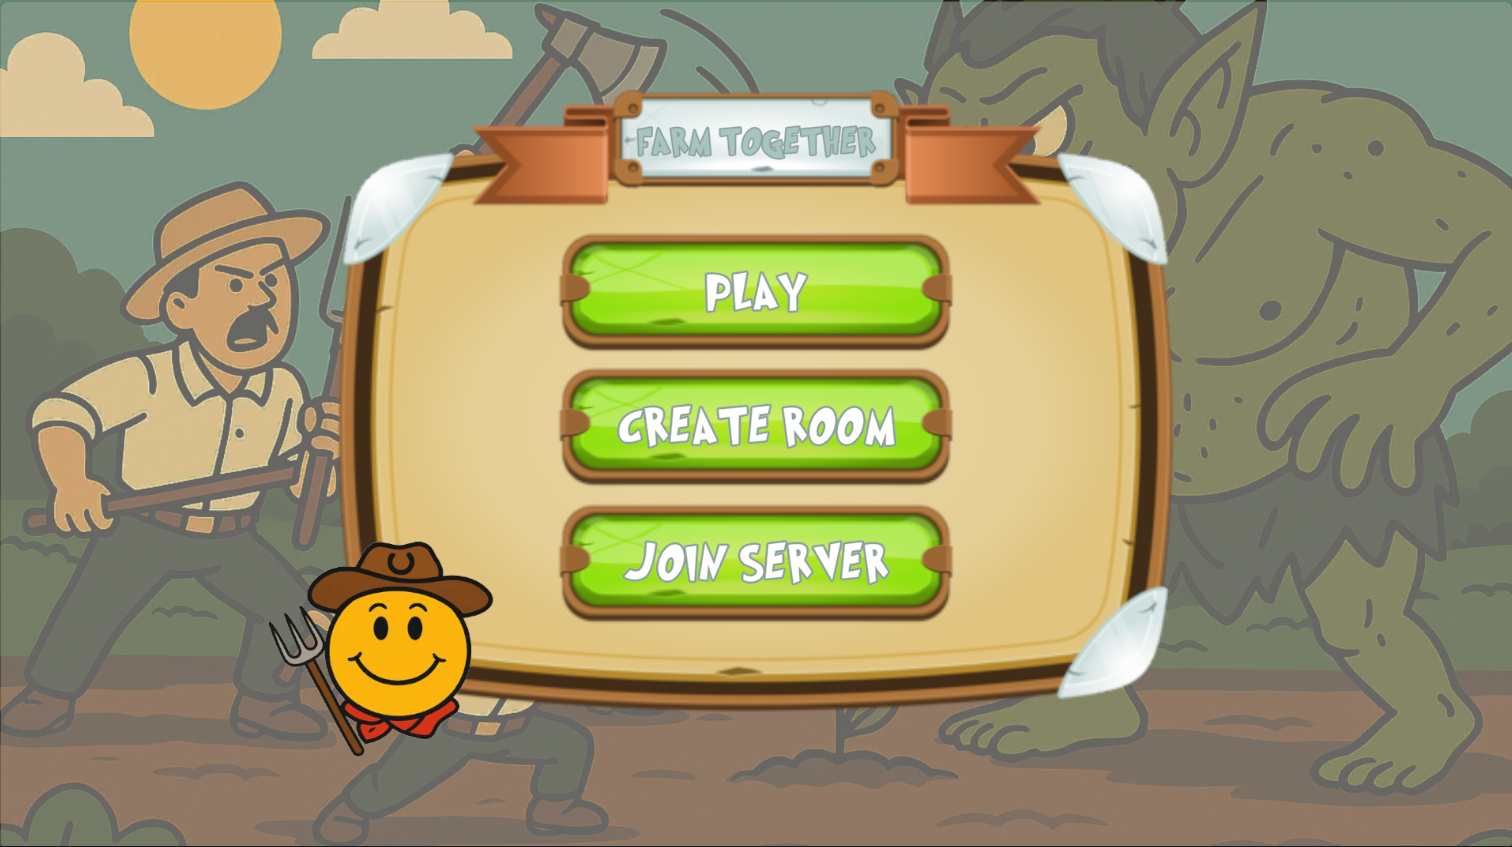 FARM TOGETHER
PLAY
CREATE ROOM
JOIN SERVER